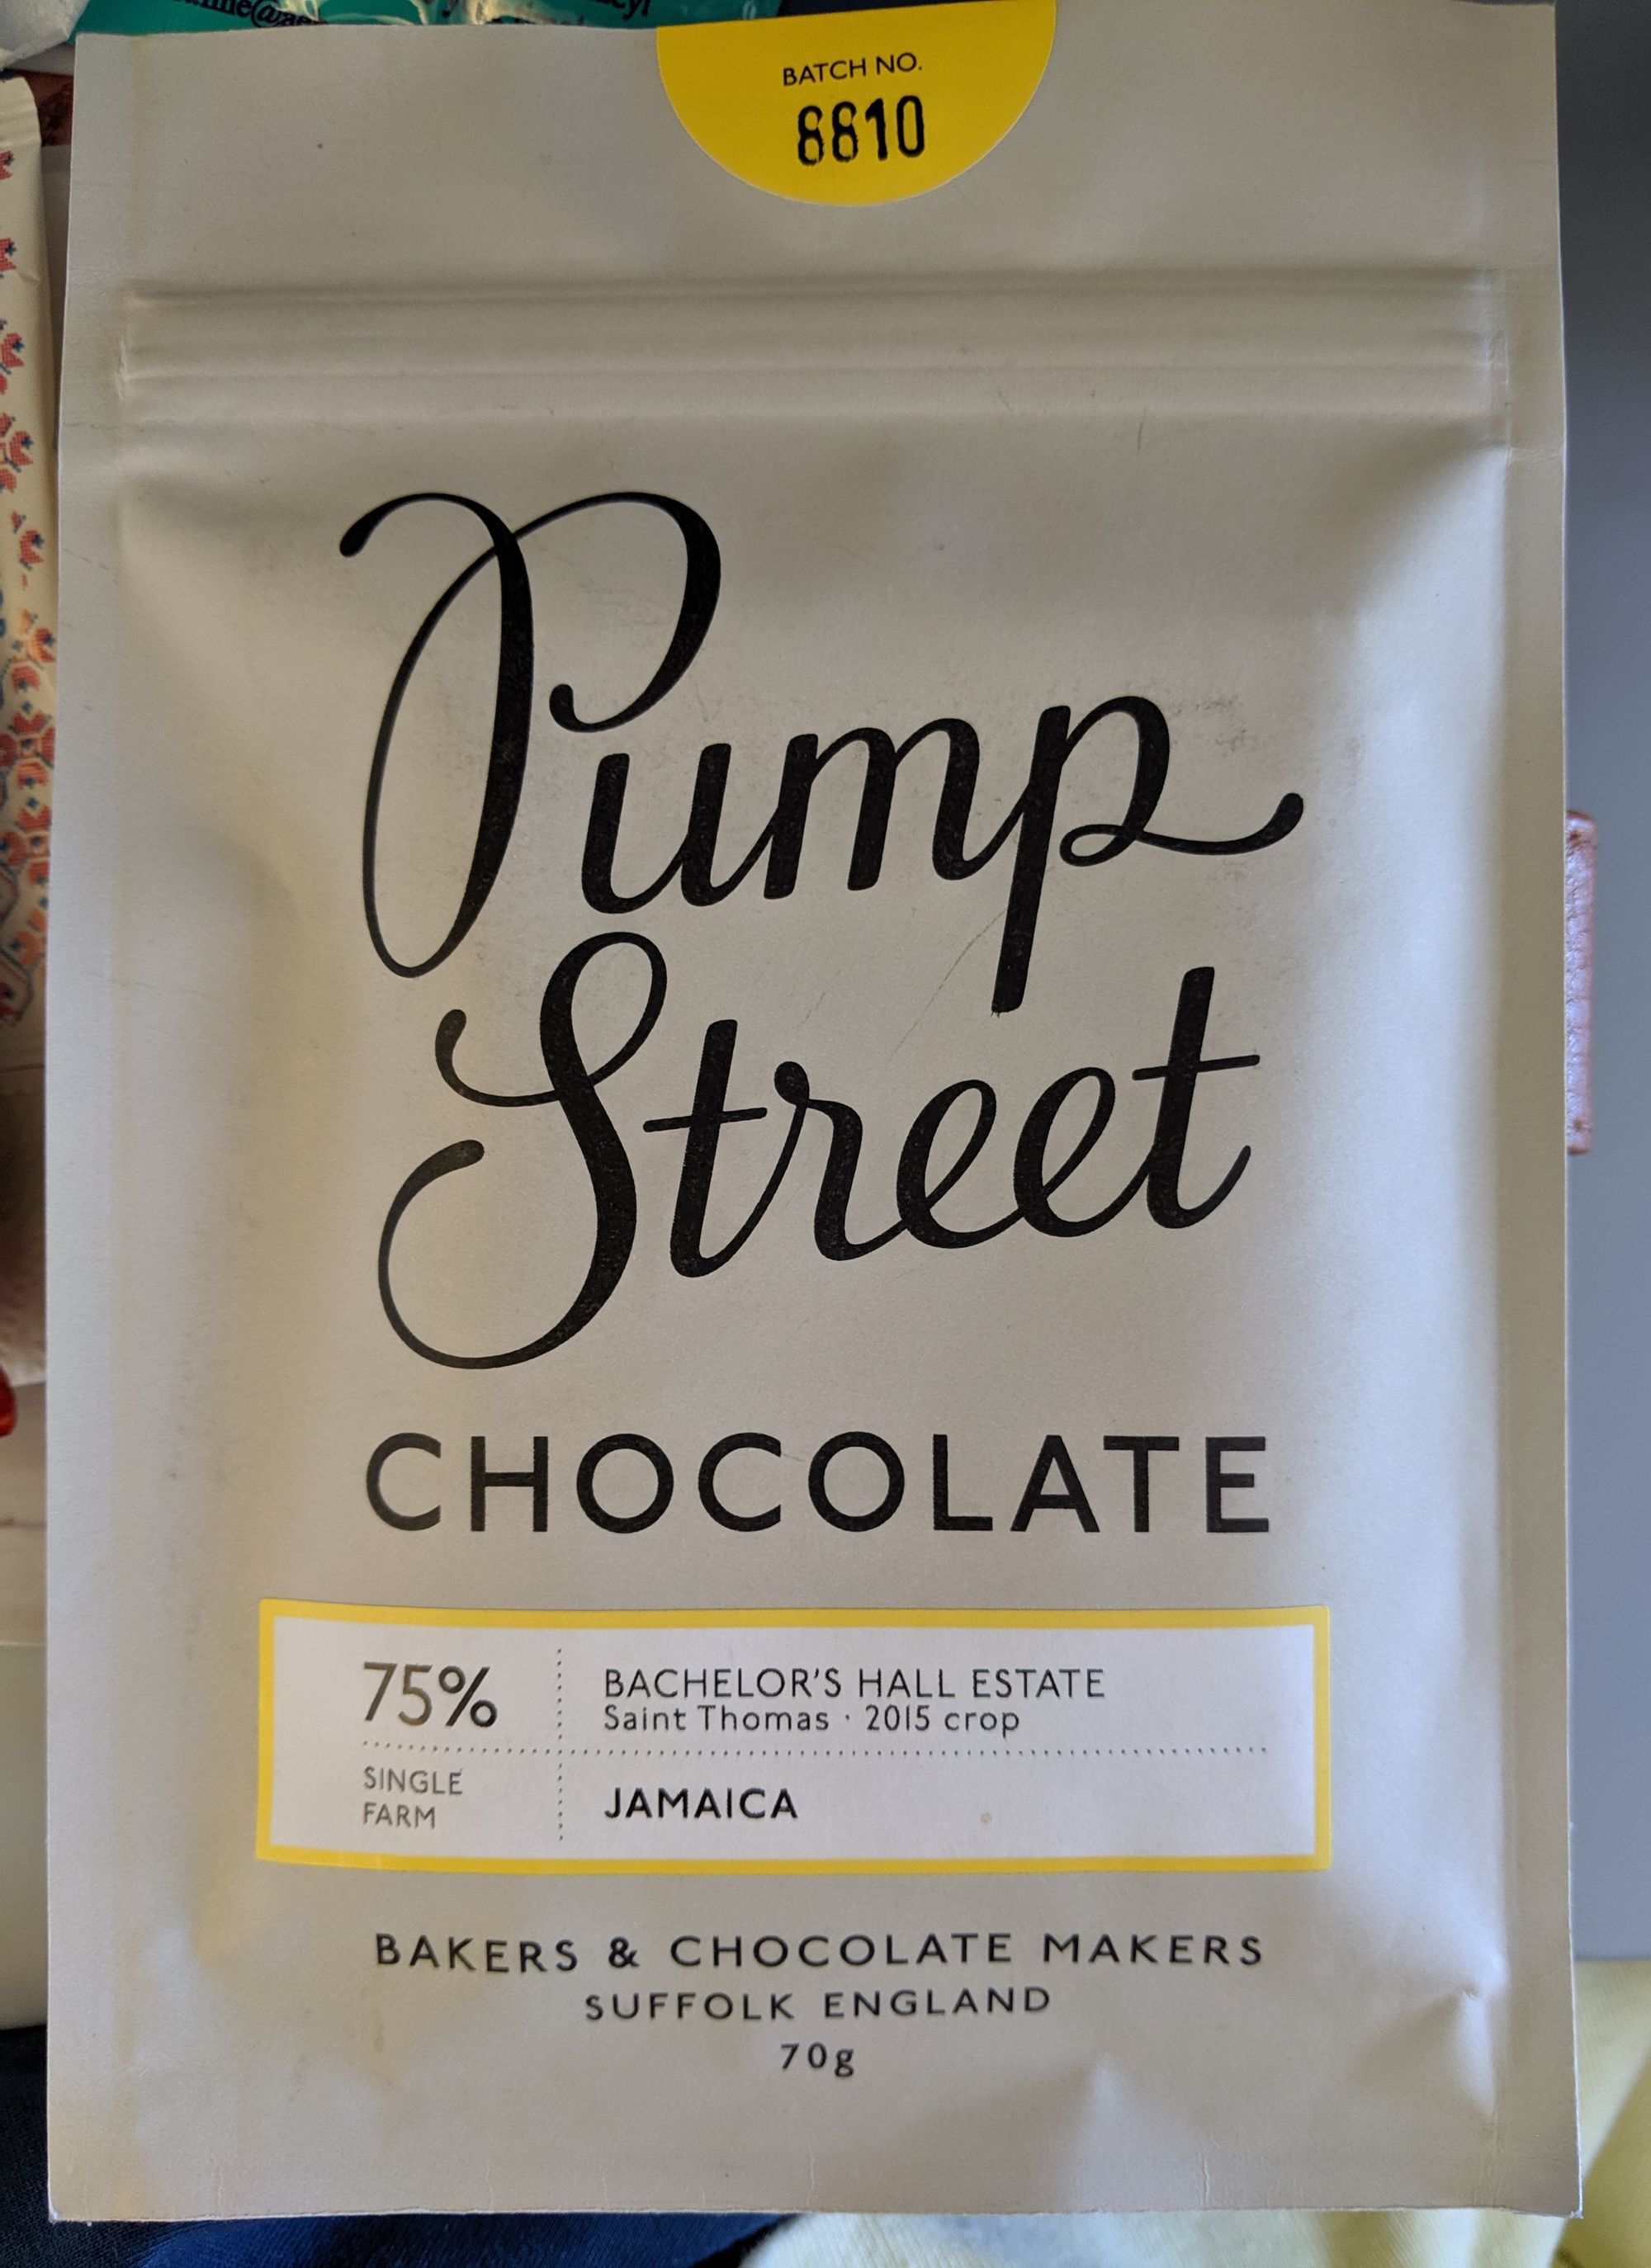 BATCH NO.
8810
Pump
Street
CHOCOLATE
75%
BACHELOR'S HALL ESTATE
Saint Thomas · 2015 crop
SINGLE
FARM
JAMAICA
BAKERS & CHOCOLATE MAKERS
SUFFOLK ENGLAND
70g